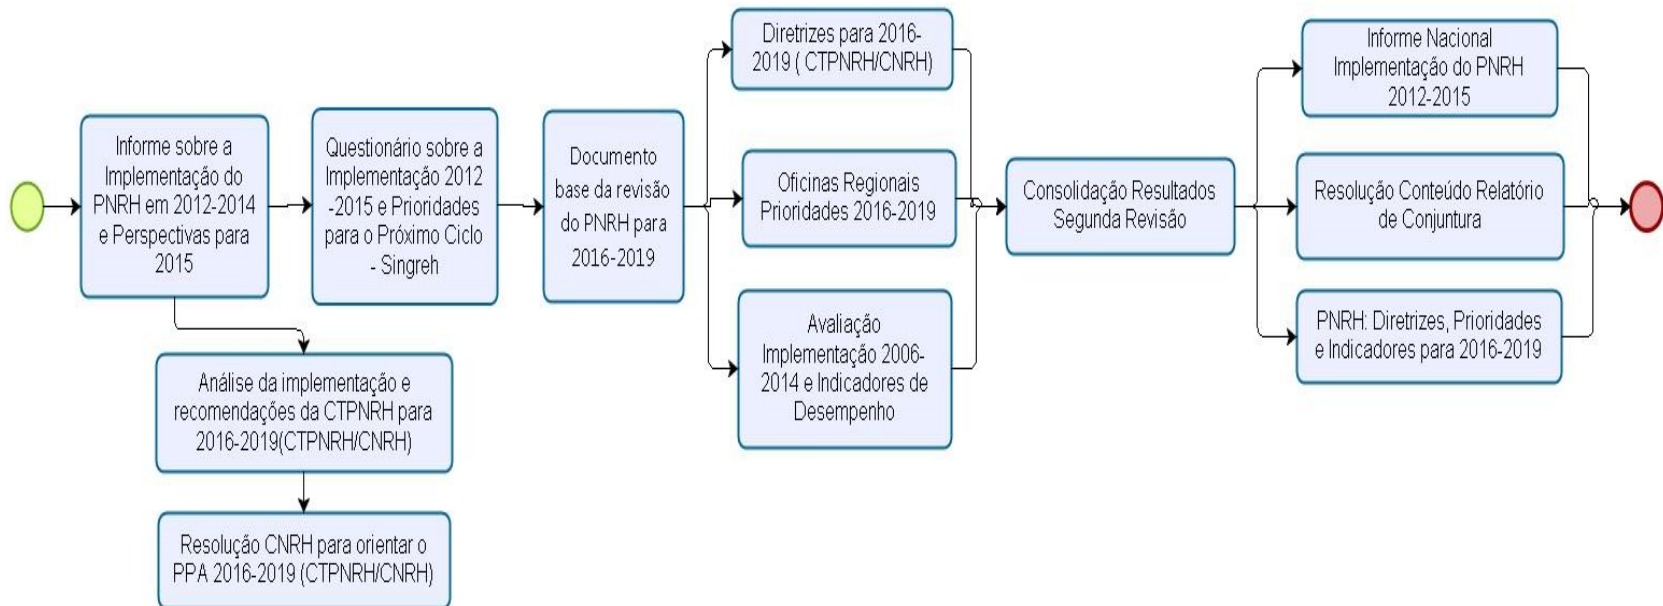 Informe sobre a
Implementação do
PNRH em 2012-2014
e Perspectivas para
2015
Questionário sobre a
Implementação 2012
-2015 e Prioridades
para o Próximo Ciclo
- Singreh
Documento
base da revisão
do PNRH para
2016-2019
Diretrizes para 2016-
2019 ( CTPNRH/CNRH)
Oficinas Regionais
Prioridades 2016-2019
Avaliação
Implementação 2006-
2014 e Indicadores de
Desempenho
Consolidação Resultados
Segunda Revisão
Informe Nacional
Implementação do PNRH
2012-2015
Resolução Conteúdo Relatório
de Conjuntura
PNRH: Diretrizes, Prioridades
e Indicadores para 2016-2019
Análise da implementação e
recomendações da CTPNRH para
2016-2019(CTPNRH/CNRH)
Resolução CNRH para orientar o
PPA 2016-2019 (CTPNRH/CNRH)